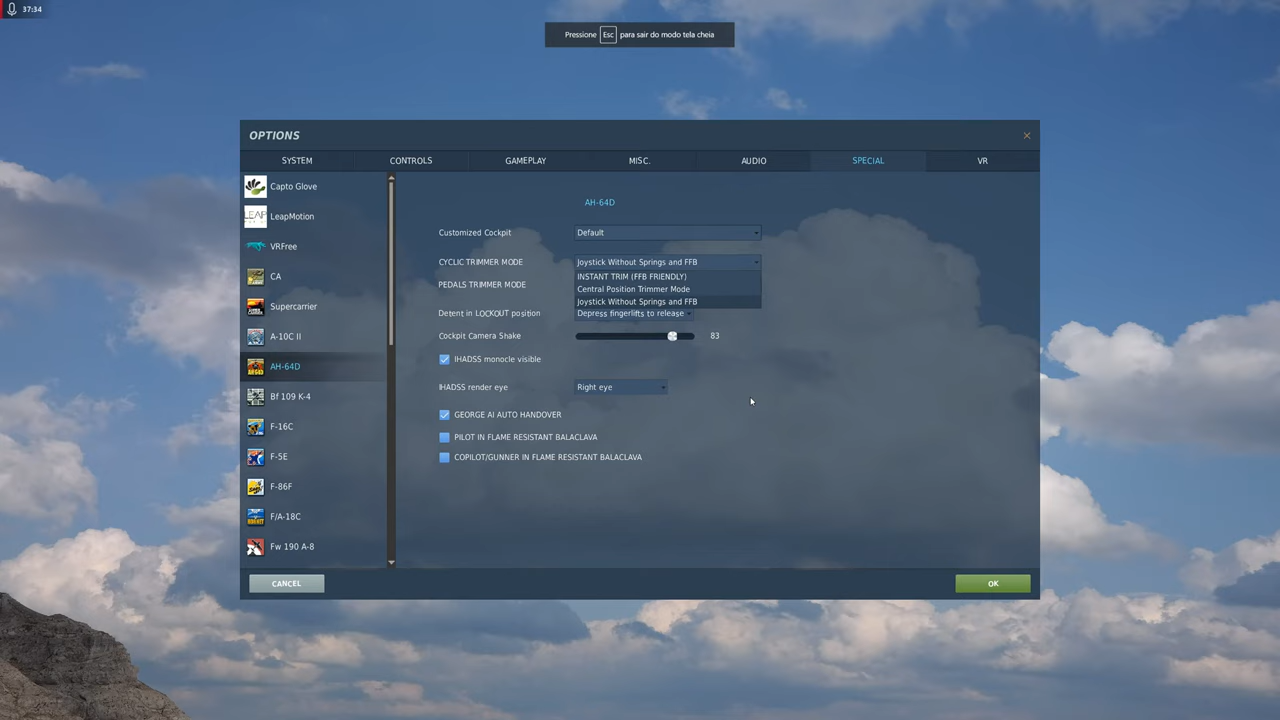 37:34
Pressione Esc para sair do modo tela cheia
OPTIONS
SYSTEM CONTROLS GAMEPLAY MISC. AUDIO SPECIAL VR
Capto Glove
LeapMotion
VRFree
CA
Supercarrier
A-10C II
AH-64D
Bf 109 K-4
F-16C
F-5E
F-86F
F/A-18C
Fw 190 A-8
AH-64D
Customized Cockpit Default
CYCLIC TRIMMER MODE Joystick Without Springs and FFB
INSTANT TRIM (FFB FRIENDLY)
PEDALS TRIMMER MODE
Central Position Trimmer Mode
Joystick Without Springs and FFB
Detent in LOCKOUT position Depress fingerlifts to release
Cockpit Camera Shake 83
IHADSS monocle visible
IHADSS render eye Right eye
GEORGE AI AUTO HANDOVER
PILOT IN FLAME RESISTANT BALACLAVA
COPILOT/GUNNER IN FLAME RESISTANT BALACLAVA
CANCEL OK